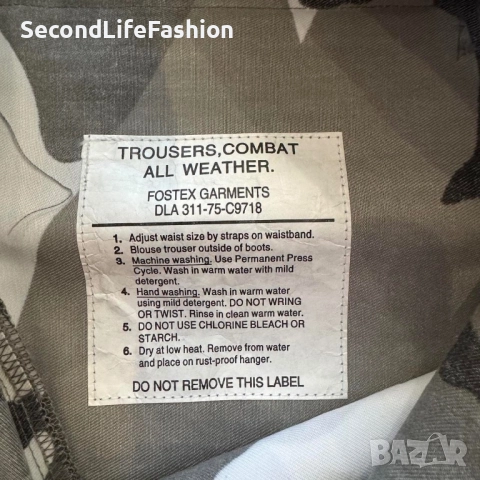 SecondLifeFashion
TROUSERS,COMBAT
ALL WEATHER.
FOSTEX GARMENTS
DLA 311-75-C9718
1. Adjust waist size by straps on waistband.
2. Blouse trouser outside of boots.
3. Machine washing. Use Permanent Press
Cycle. Wash in warm water with mild
detergent.
4. Hand washing. Wash in warm water
using mild detergent. DO NOT WRING
OR TWIST. Rinse in clean warm water.
5. DO NOT USE CHLORINE BLEACH OR
STARCH.
6. Dry at low heat. Remove from water
and place on rust-proof hanger.
DO NOT REMOVE THIS LABEL
BAZAR